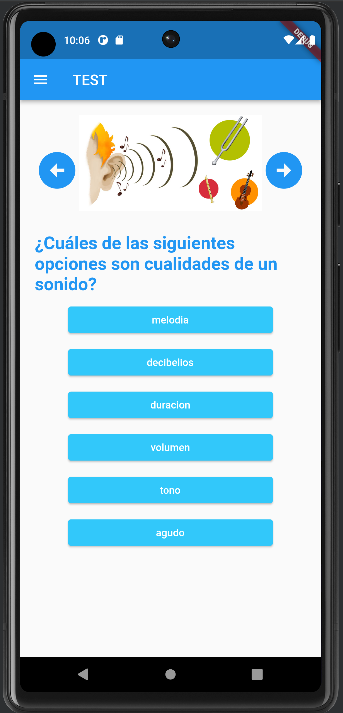 10:06
DEBUG
TEST
¿Cuáles de las siguientes
opciones son cualidades de un
sonido?
melodia
decibelios
duracion
volumen
tono
agudo